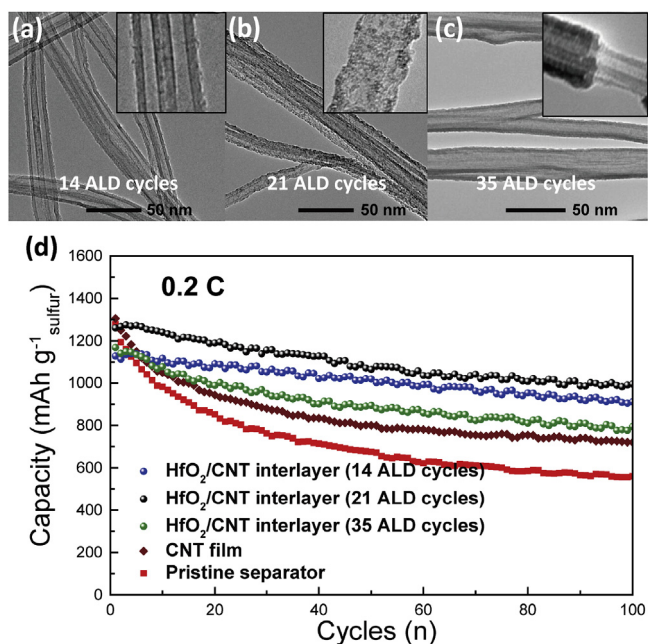 (a)
(b)
(c)
14 ALD cycles
21 ALD cycles
35 ALD cycles
50 nm
50 nm
50 nm
(d)
1600
1400
1200
1000
800
600
400
200
0
Capacity (mAh g⁻¹ sulfur)
0.2 C
HfO₂/CNT interlayer (14 ALD cycles)
HfO₂/CNT interlayer (21 ALD cycles)
HfO₂/CNT interlayer (35 ALD cycles)
CNT film
Pristine separator
0 20 40 60 80 100
Cycles (n)